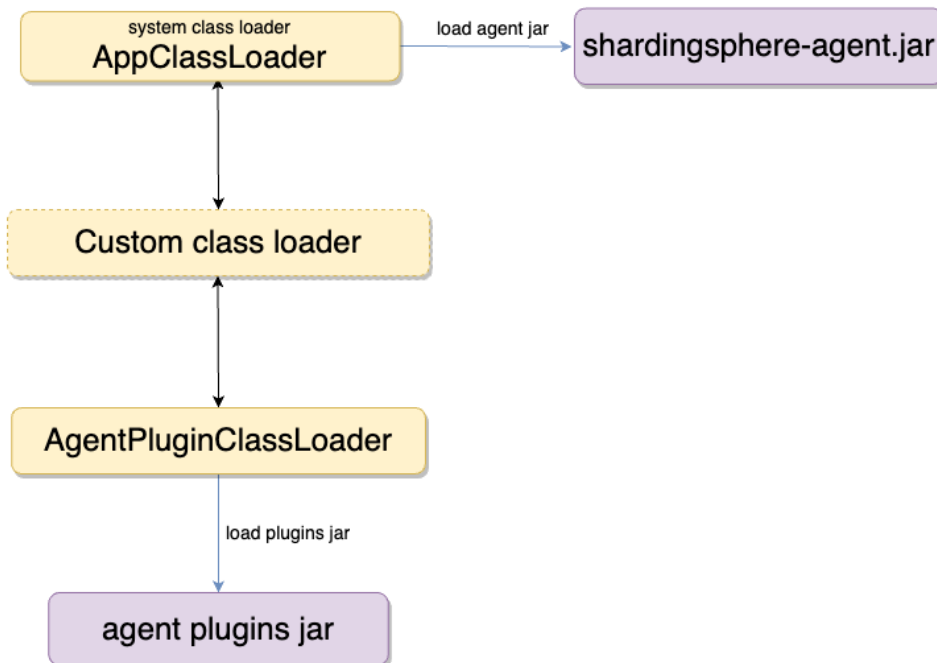 system class loader
AppClassLoader
load agent jar
shardingsphere-agent.jar
Custom class loader
AgentPluginClassLoader
load plugins jar
agent plugins jar